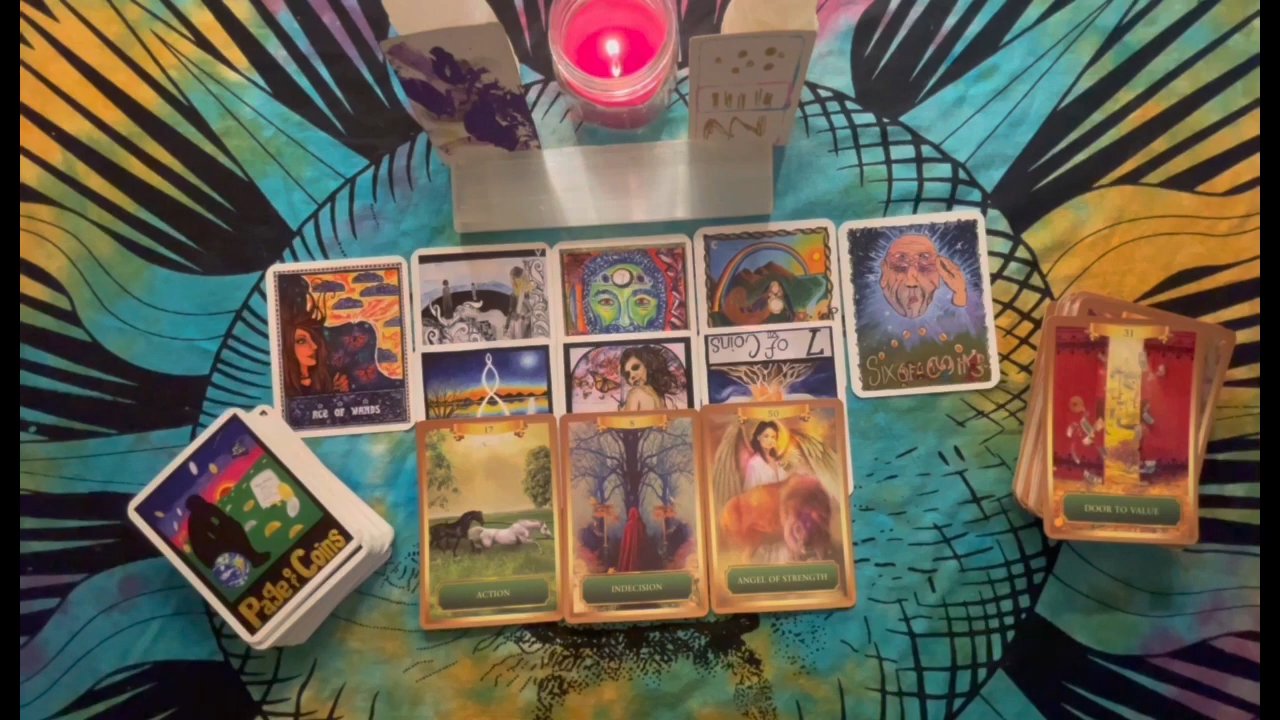 ACE OF WANDS
7
of
Coins
Six of Coins
Page of Coins
17
ACTION
8
INDECISION
50
ANGEL OF STRENGTH
31
DOOR TO VALUE